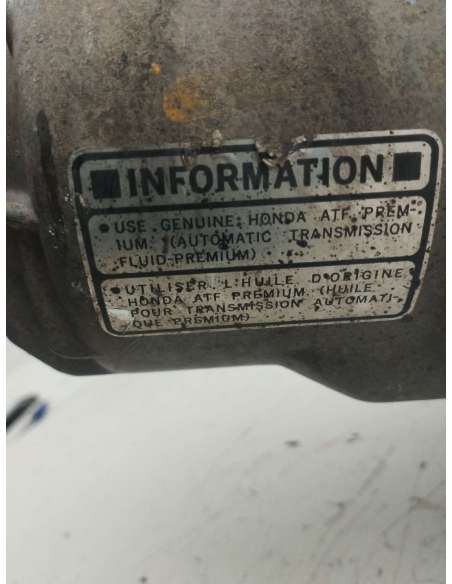 INFORMATION
• USE GENUINE HONDA ATF PREM-
IUM (AUTOMATIC TRANSMISSION
FLUID-PREMIUM)
• UTILISER L'HUILE D'ORIGINE
HONDA ATF PREMIUM (HUILE
POUR TRANSMISSION AUTOMATI-
QUE PREMIUM)